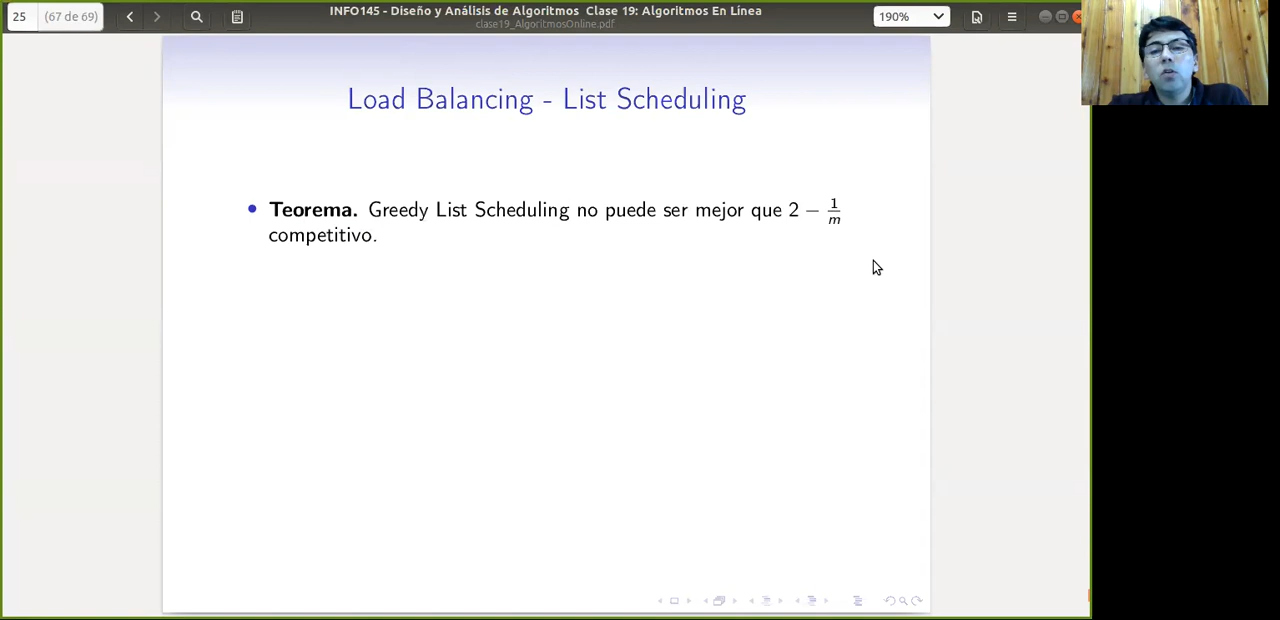 25
(67 de 69)
INFO145 - Diseño y Análisis de Algoritmos Clase 19: Algoritmos En Línea
clase19_AlgoritmosOnline.pdf
190%
Load Balancing - List Scheduling
• Teorema. Greedy List Scheduling no puede ser mejor que 2 − 1/m
competitivo.